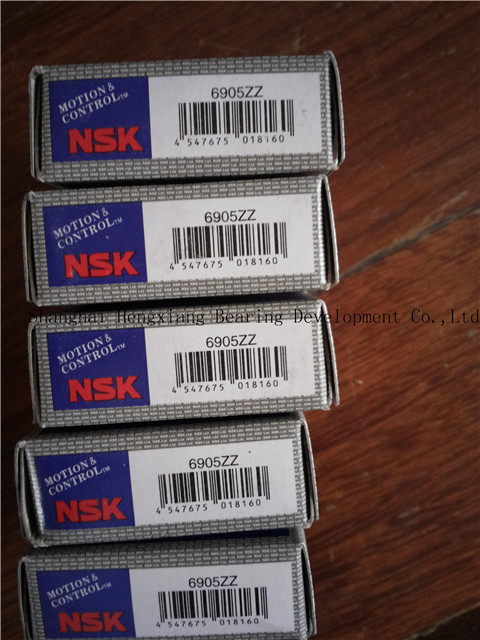 MOTION &
CONTROL™
NSK
6905ZZ
4 547675 018160
MOTION &
CONTROL™
NSK
6905ZZ
4 547675 018160
Shanghai Hengxiang Bearing Development Co.,Ltd
MOTION &
CONTROL™
NSK
6905ZZ
4 547675 018160
MOTION &
CONTROL™
NSK
6905ZZ
4 547675 018160
MOTION &
CONTROL™
NSK
6905ZZ
4 547675 018160